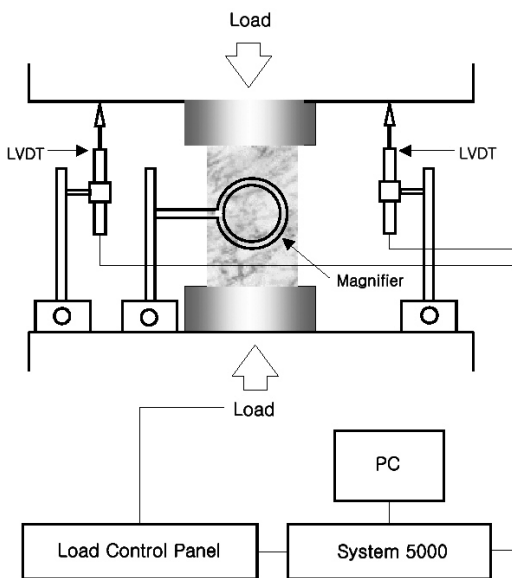 Load
LVDT
LVDT
Magnifier
Load
PC
Load Control Panel
System 5000